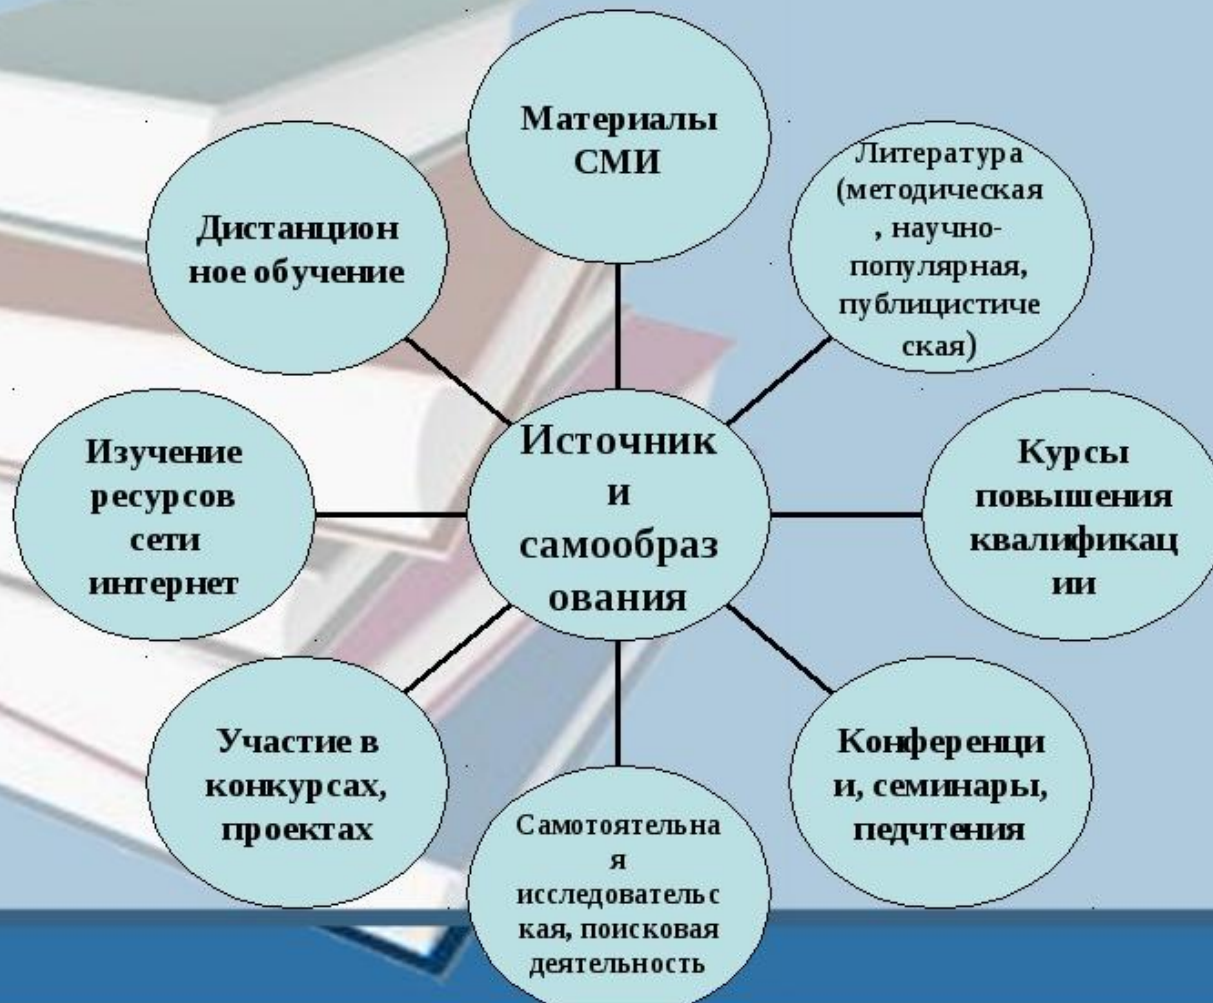 Материалы
СМИ
Литература
(методическая
, научно-
популярная,
публицистиче
ская)
Дистанцион
ное обучение
Источник
и
самообраз
ования
Изучение
ресурсов
сети
интернет
Курсы
повышения
квалификац
ии
Участие в
конкурсах,
проектах
Конференци
и, семинары,
педчтения
Самотоятельна
я
исследовательс
кая, поисковая
деятельность